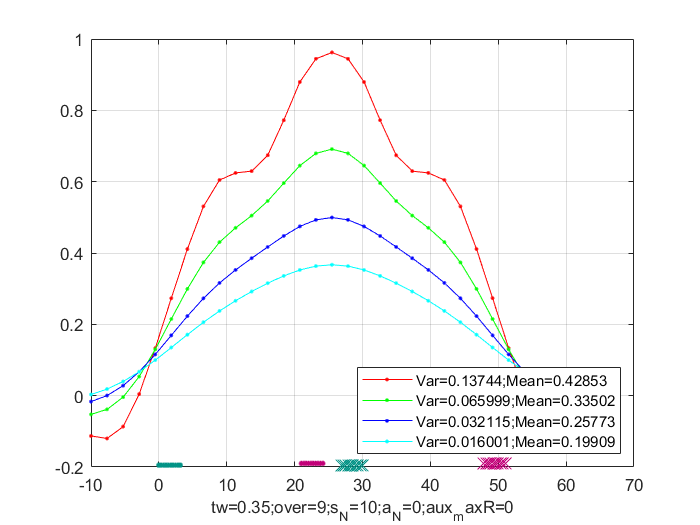 1
0.8
0.6
0.4
0.2
0
-0.2
-10 0 10 20 30 40 50 60 70
Var=0.13744;Mean=0.42853
Var=0.065999;Mean=0.33502
Var=0.032115;Mean=0.25773
Var=0.016001;Mean=0.19909
tw=0.35;over=9;s_N=10;a_N=0;aux_maxR=0